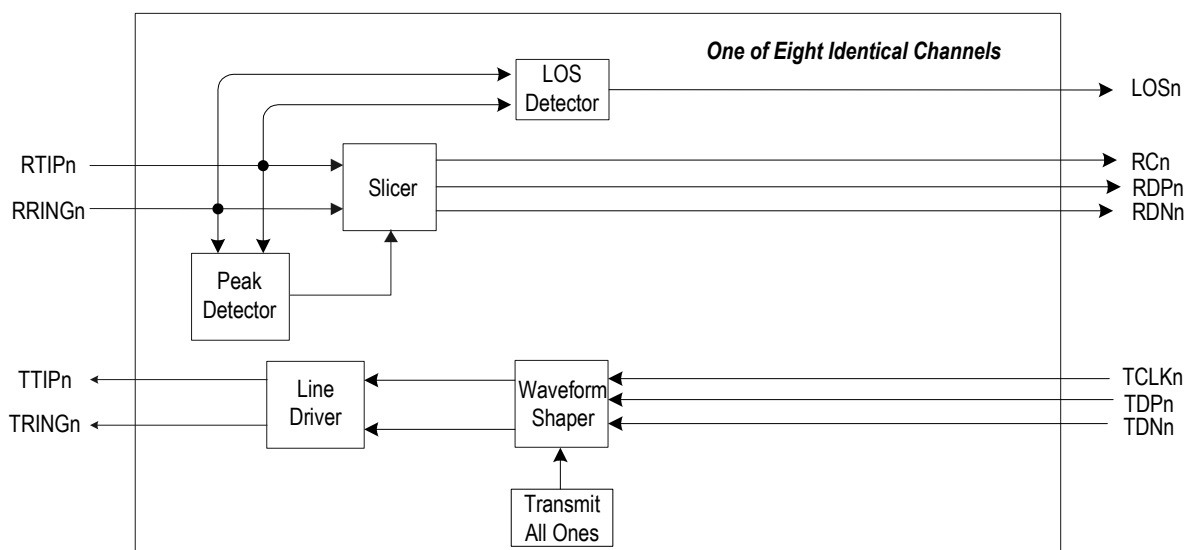 One of Eight Identical Channels
LOS
Detector
LOSn
RTIPn
RRINGn
Slicer
RCn
RDPn
RDNn
Peak
Detector
TTIPn
TRINGn
Line
Driver
Waveform
Shaper
TCLKn
TDPn
TDNn
Transmit
All Ones